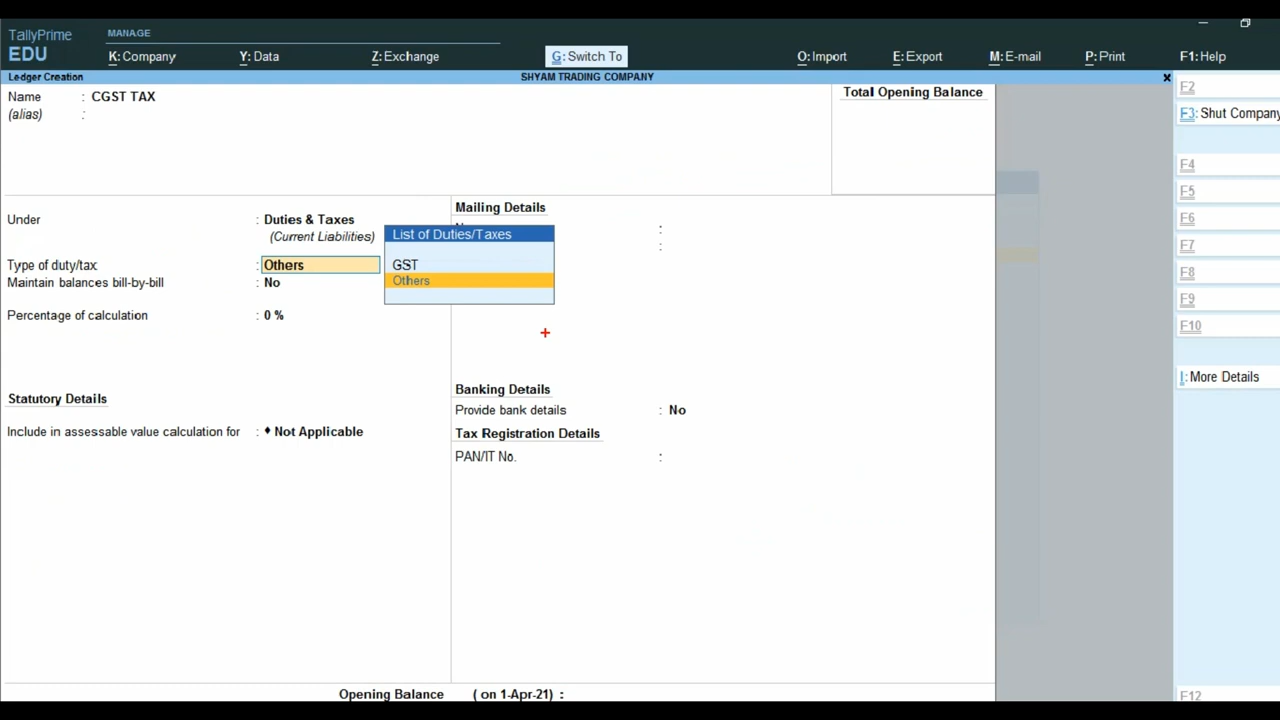 TallyPrime
EDU
MANAGE
K: Company
Y: Data
Z: Exchange
G: Switch To
O: Import
E: Export
M: E-mail
P: Print
F1: Help
Ledger Creation
SHYAM TRADING COMPANY
x
Name : CGST TAX
(alias) :
Total Opening Balance
Under : Duties & Taxes
(Current Liabilities)
Type of duty/tax : Others
Maintain balances bill-by-bill : No
Percentage of calculation : 0 %
List of Duties/Taxes
GST
Others
Statutory Details
Include in assessable value calculation for : ♦ Not Applicable
Mailing Details
:
:
Banking Details
Provide bank details : No
Tax Registration Details
PAN/IT No. :
Opening Balance ( on 1-Apr-21) :
F2
F3: Shut Company
F4
F5
F6
F7
F8
F9
F10
I: More Details
F12